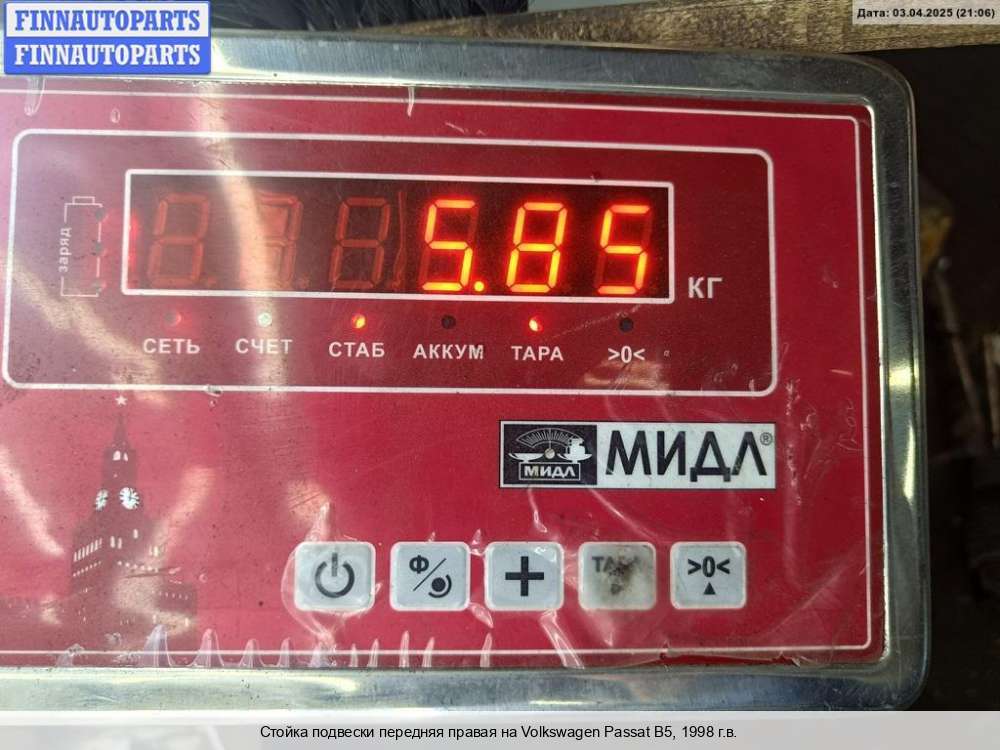 FINNAUTOPARTS
FINNAUTOPARTS
Дата: 03.04.2025 (21:06)
заряд
5.85
КГ
СЕТЬ СЧЕТ СТАБ АККУМ ТАРА >0<
МИДЛ МИДЛ®
Ф
+
ТАРА
>0<
Стойка подвески передняя правая на Volkswagen Passat B5, 1998 г.в.